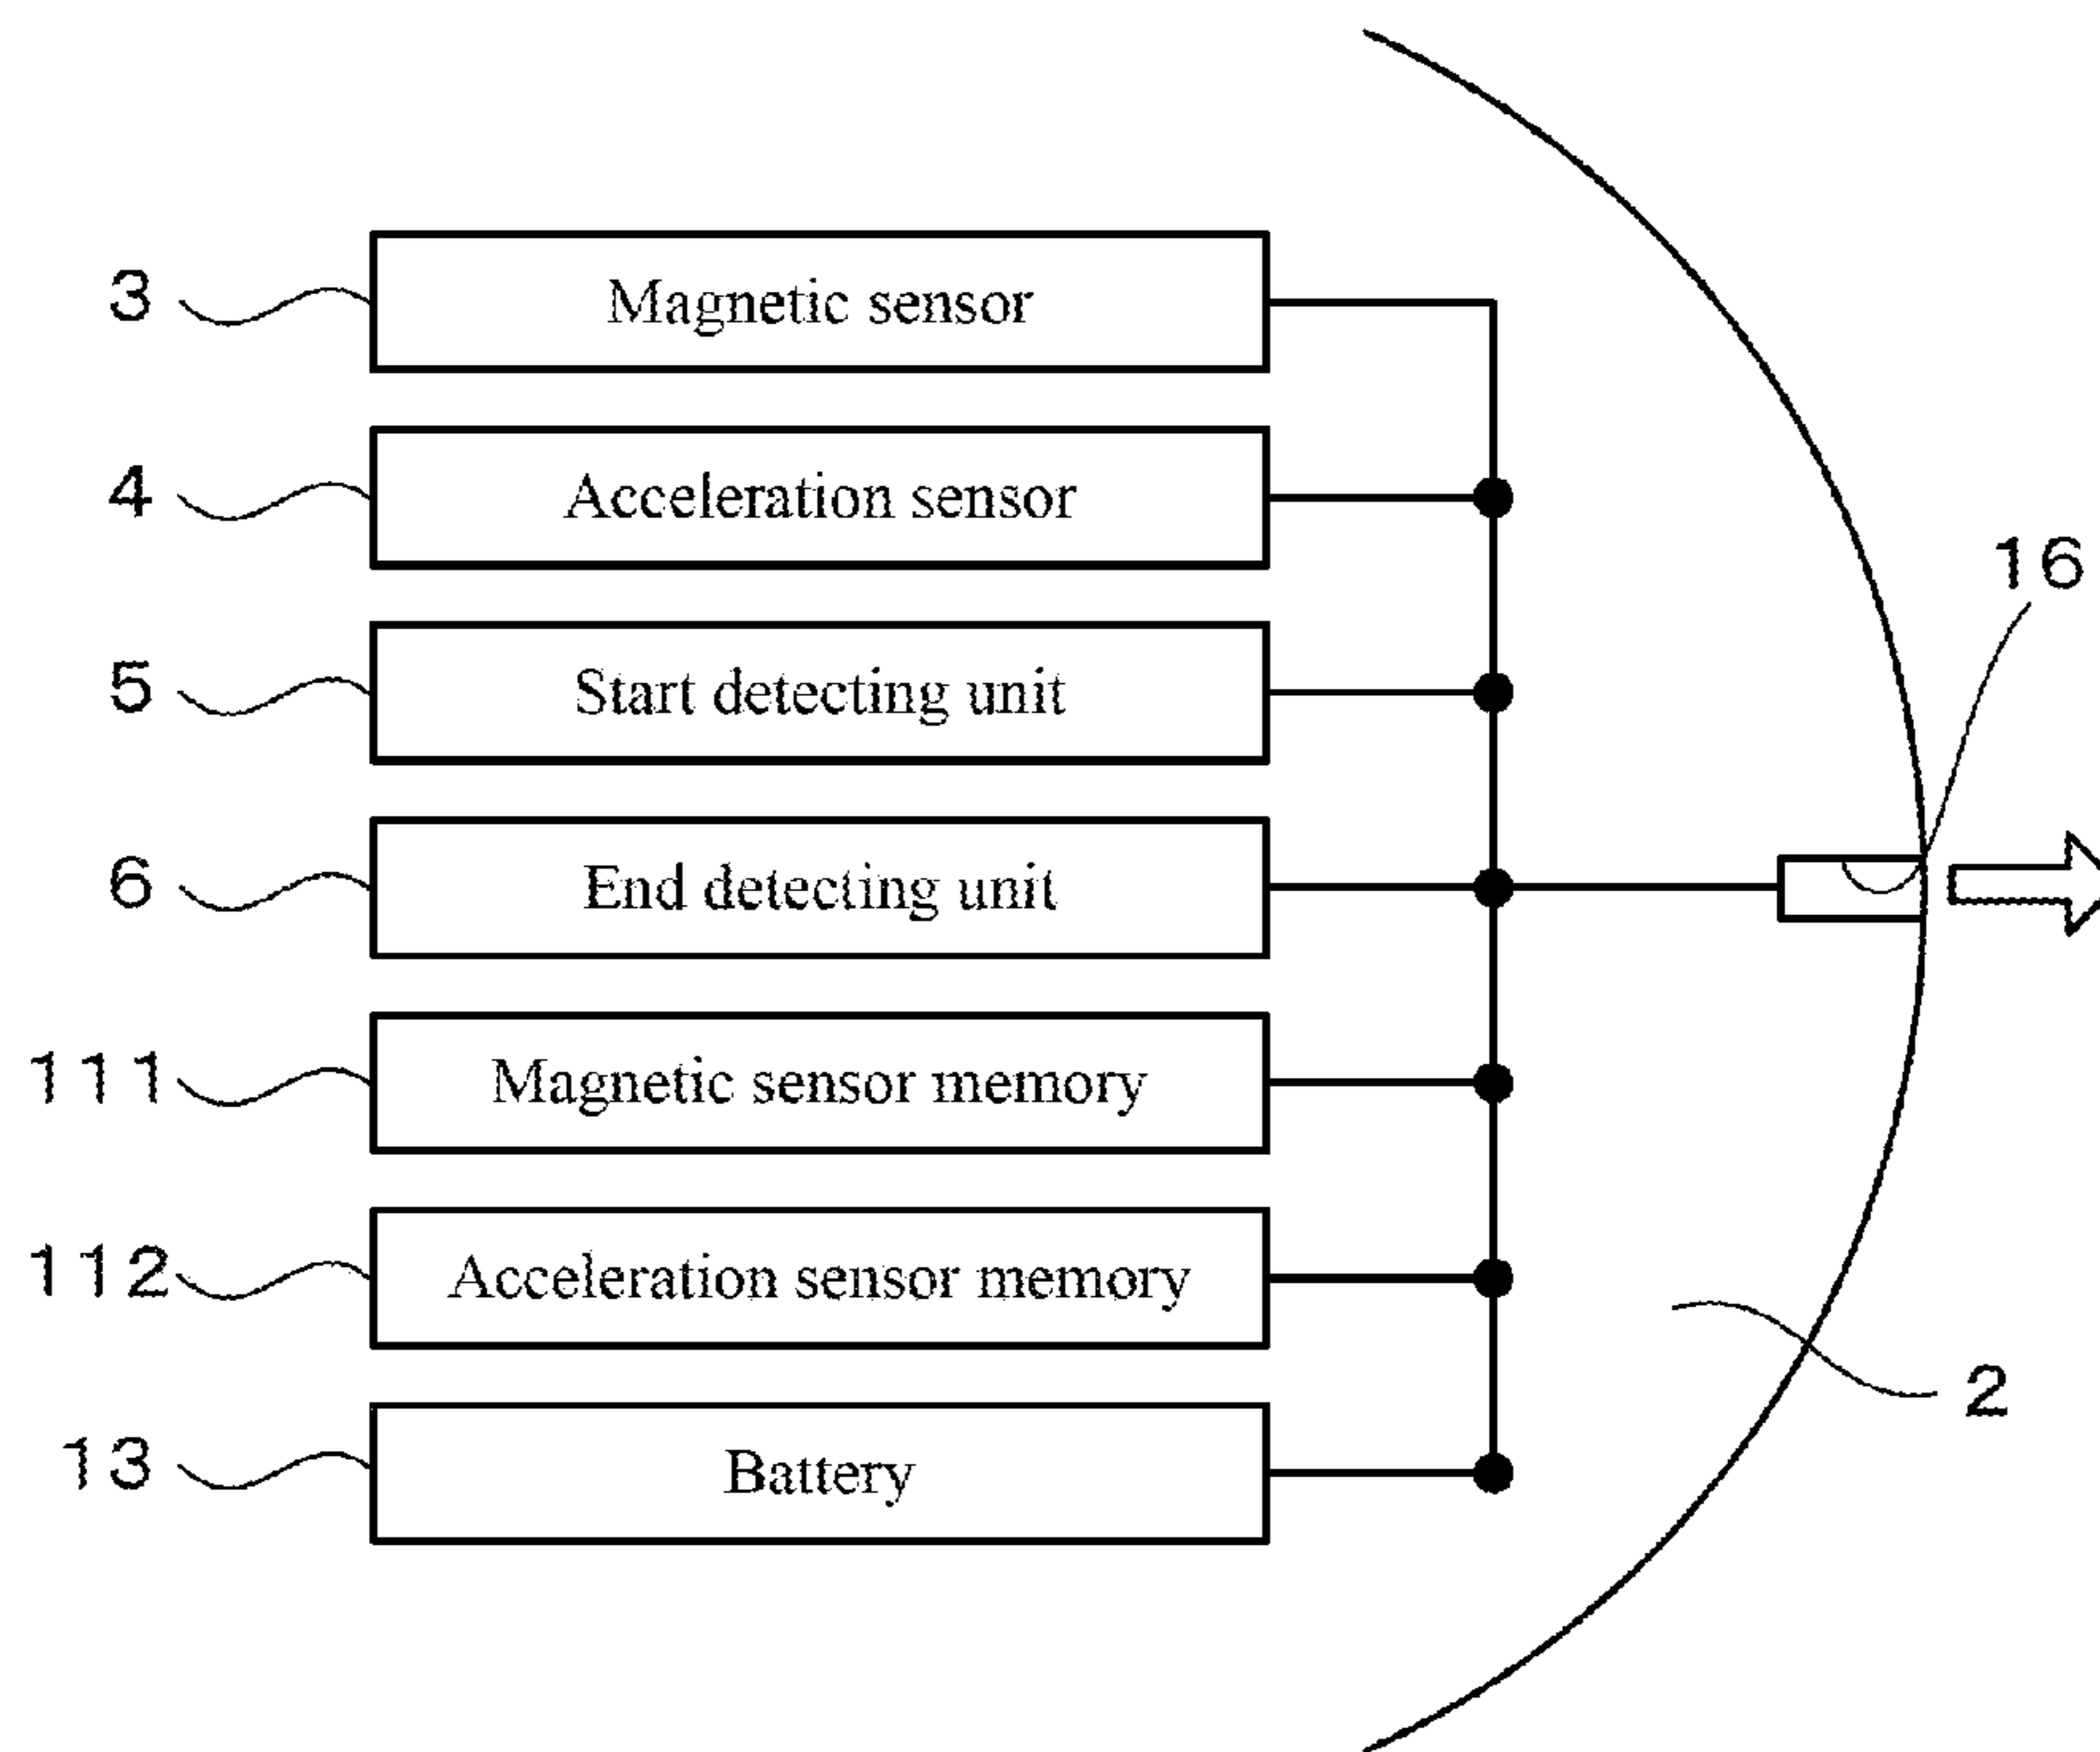 3 Magnetic sensor
4 Acceleration sensor
16
5 Start detecting unit
6 End detecting unit
111 Magnetic sensor memory
112 Acceleration sensor memory
2
13 Battery